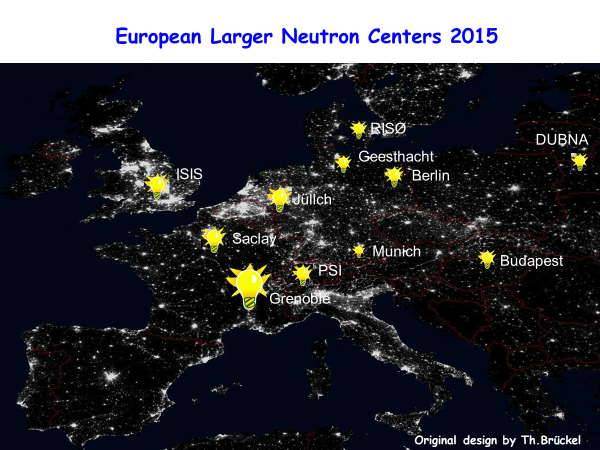 European Larger Neutron Centers 2015
RISØ
DUBNA
Geesthacht
Berlin
ISIS
Jülich
Saclay
Munich
Budapest
PSI
Grenoble
Original design by Th.Brückel